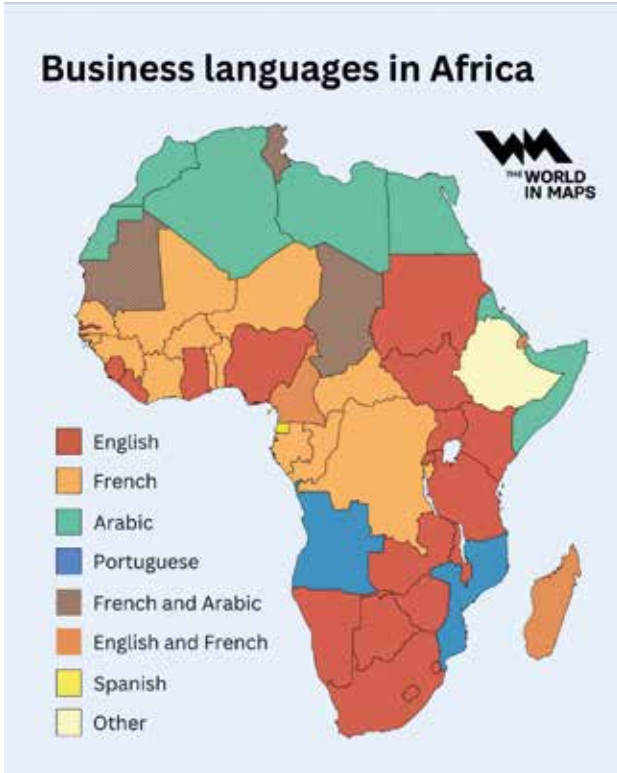 Business languages in Africa
THE WORLD
IN MAPS
English
French
Arabic
Portuguese
French and Arabic
English and French
Spanish
Other